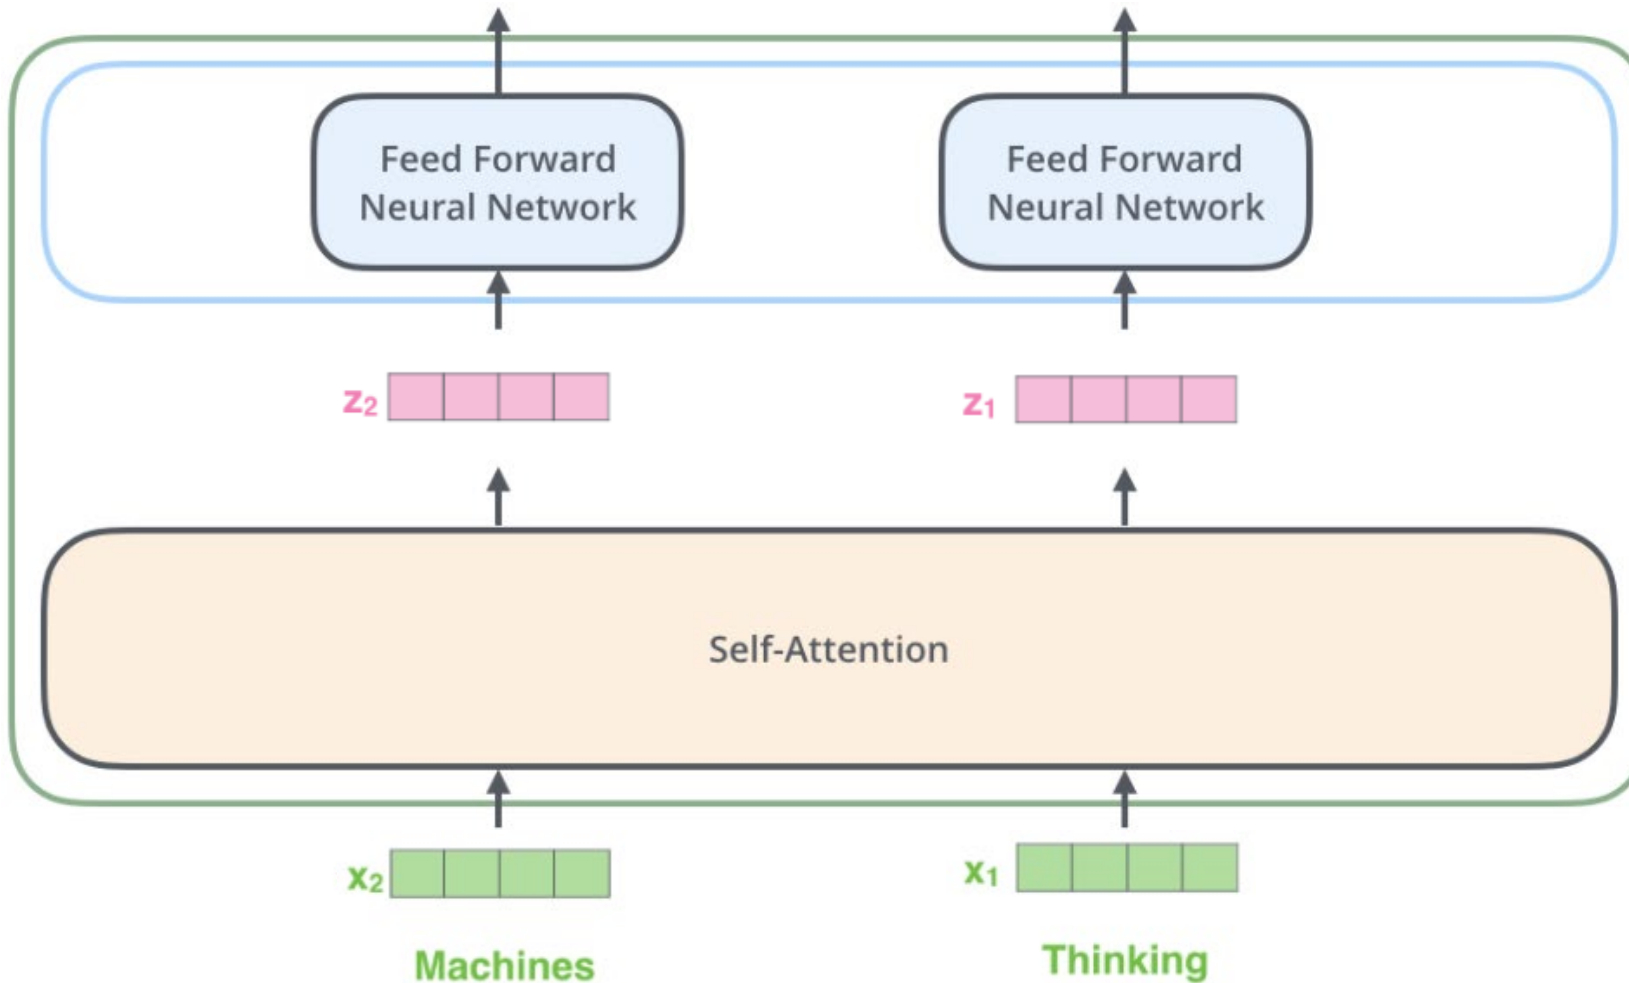 Feed Forward
Neural Network
Feed Forward
Neural Network
z₂
z₁
Self-Attention
x₂
x₁
Machines
Thinking